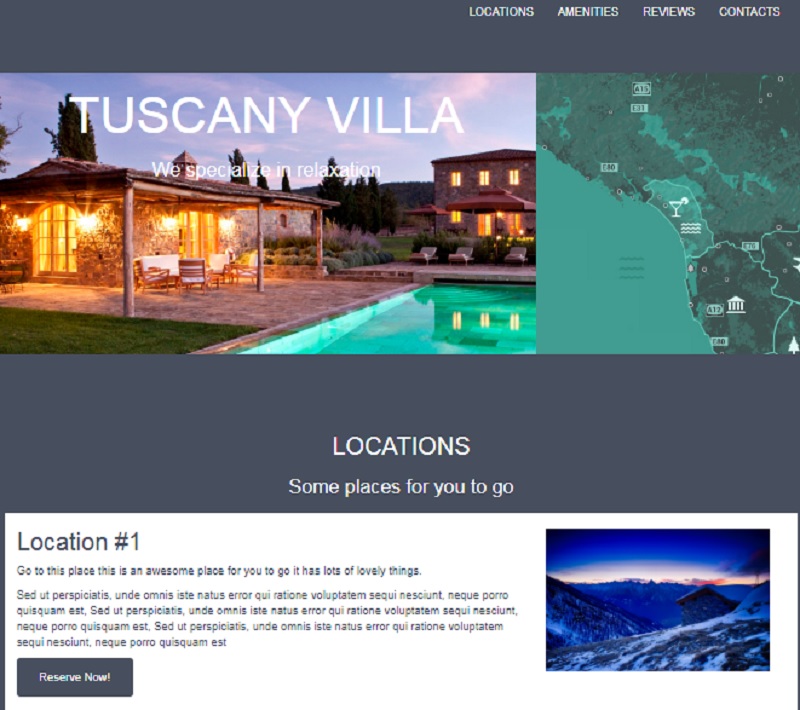 LOCATIONS AMENITIES REVIEWS CONTACTS
TUSCANY VILLA
We specialize in relaxation
A15
E31
E80
E76
A12
E80
LOCATIONS
Some places for you to go
Location #1
Go to this place this is an awesome place for you to go it has lots of lovely things.
Sed ut perspiciatis, unde omnis iste natus error qui ratione voluptatem sequi nesciunt, neque porro
quisquam est, Sed ut perspiciatis, unde omnis iste natus error qui ratione voluptatem sequi nesciunt,
neque porro quisquam est, Sed ut perspiciatis, unde omnis iste natus error qui ratione voluptatem
sequi nesciunt, neque porro quisquam est
Reserve Now!